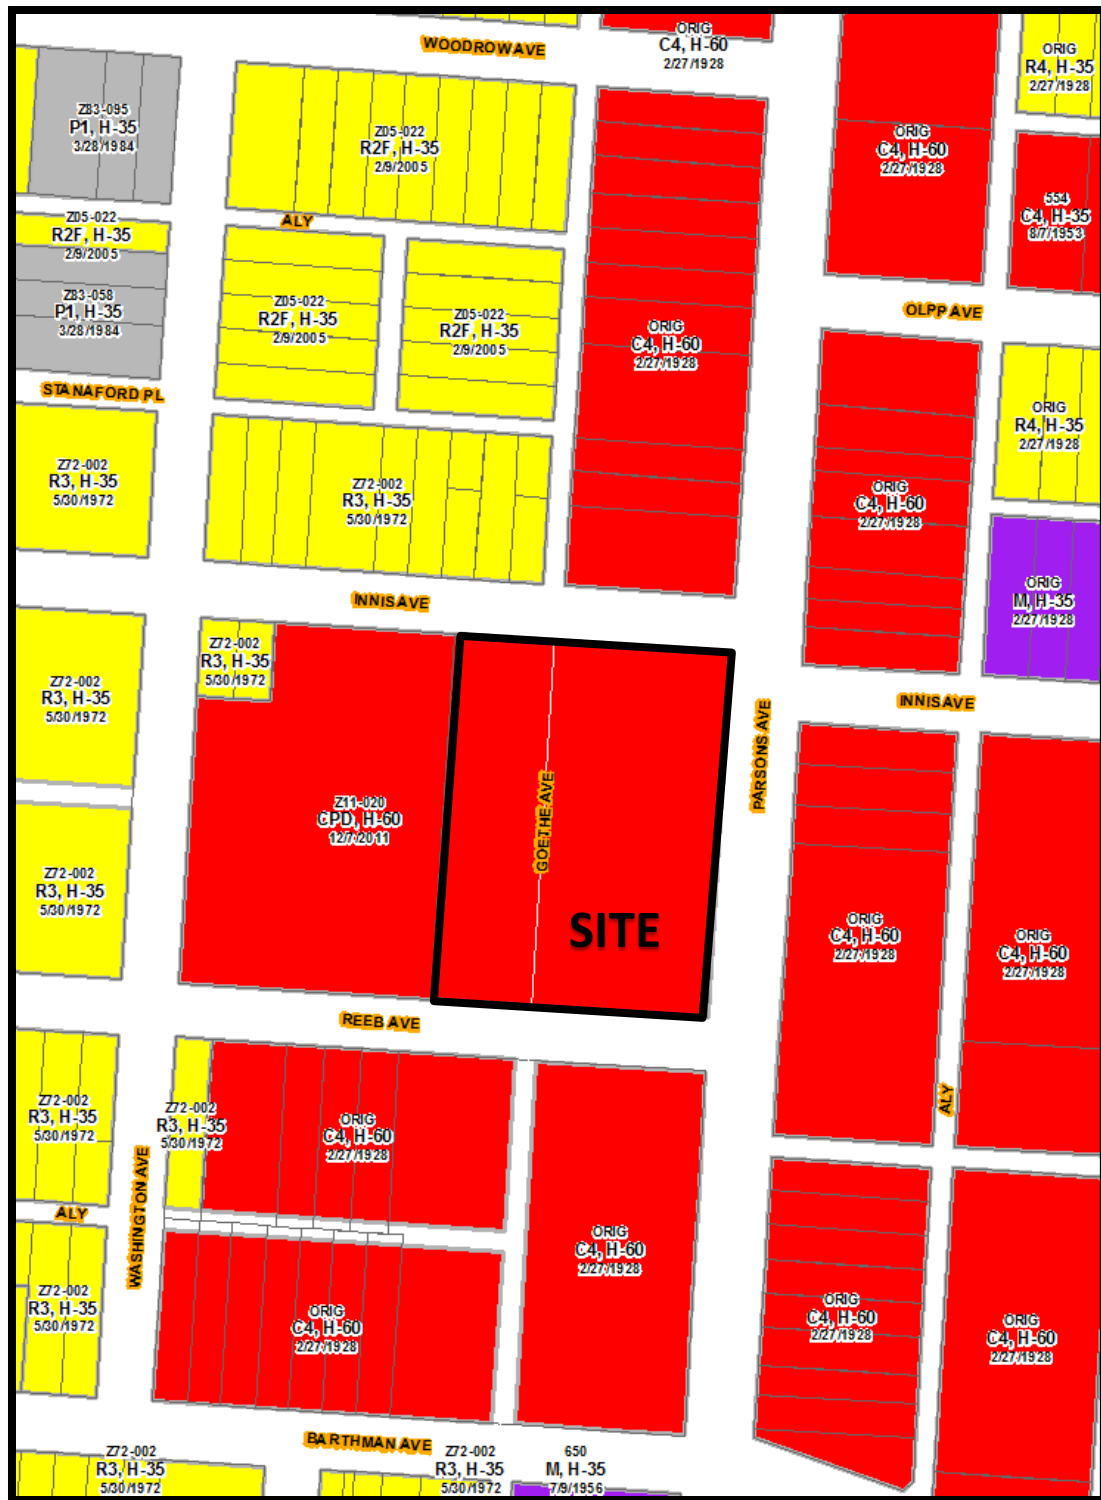 WOODROW AVE
ORIG
C4, H-60
2/27/1928
ORIG
R4, H-35
2/27/1928
Z83-095
P1, H-35
3/28/1984
Z05-022
R2F, H-35
2/9/2005
ORIG
C4, H-60
2/27/1928
554
C4, H-35
8/7/1953
Z05-022
R2F, H-35
2/9/2005
ALY
Z83-058
P1, H-35
3/28/1984
Z05-022
R2F, H-35
2/9/2005
Z05-022
R2F, H-35
2/9/2005
ORIG
C4, H-60
2/27/1928
OLPP AVE
STANAFORD PL
ORIG
R4, H-35
2/27/1928
Z72-002
R3, H-35
5/30/1972
Z72-002
R3, H-35
5/30/1972
ORIG
C4, H-60
2/27/1928
ORIG
M, H-35
2/27/1928
INNIS AVE
Z72-002
R3, H-35
5/30/1972
Z72-002
R3, H-35
5/30/1972
INNIS AVE
PARSONS AVE
Z11-020
CPD, H-60
12/7/2011
GOETHE AVE
SITE
Z72-002
R3, H-35
5/30/1972
ORIG
C4, H-60
2/27/1928
ORIG
C4, H-60
2/27/1928
REEB AVE
Z72-002
R3, H-35
5/30/1972
Z72-002
R3, H-35
5/30/1972
ORIG
C4, H-60
2/27/1928
ALY
WASHINGTON AVE
ALY
ORIG
C4, H-60
2/27/1928
Z72-002
R3, H-35
5/30/1972
ORIG
C4, H-60
2/27/1928
ORIG
C4, H-60
2/27/1928
ORIG
C4, H-60
2/27/1928
BARTHMAN AVE
Z72-002
R3, H-35
5/30/1972
Z72-002
R3, H-35
5/30/1972
650
M, H-35
7/9/1956